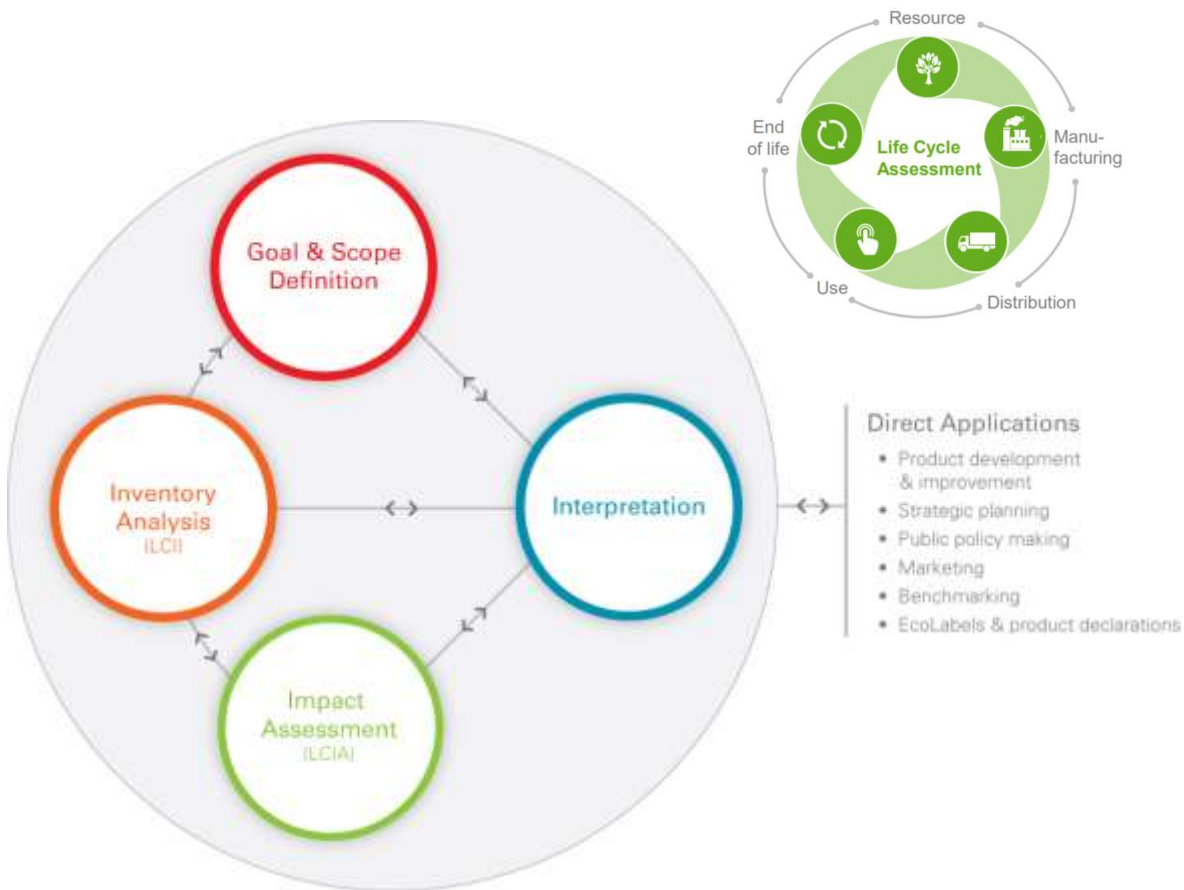 Resource
End
of life
Life Cycle
Assessment
Manu-
facturing
Use
Distribution
Goal & Scope
Definition
Inventory
Analysis
(LCI)
Interpretation
Impact
Assessment
(LCIA)
Direct Applications
• Product development
& improvement
• Strategic planning
• Public policy making
• Marketing
• Benchmarking
• EcoLabels & product declarations